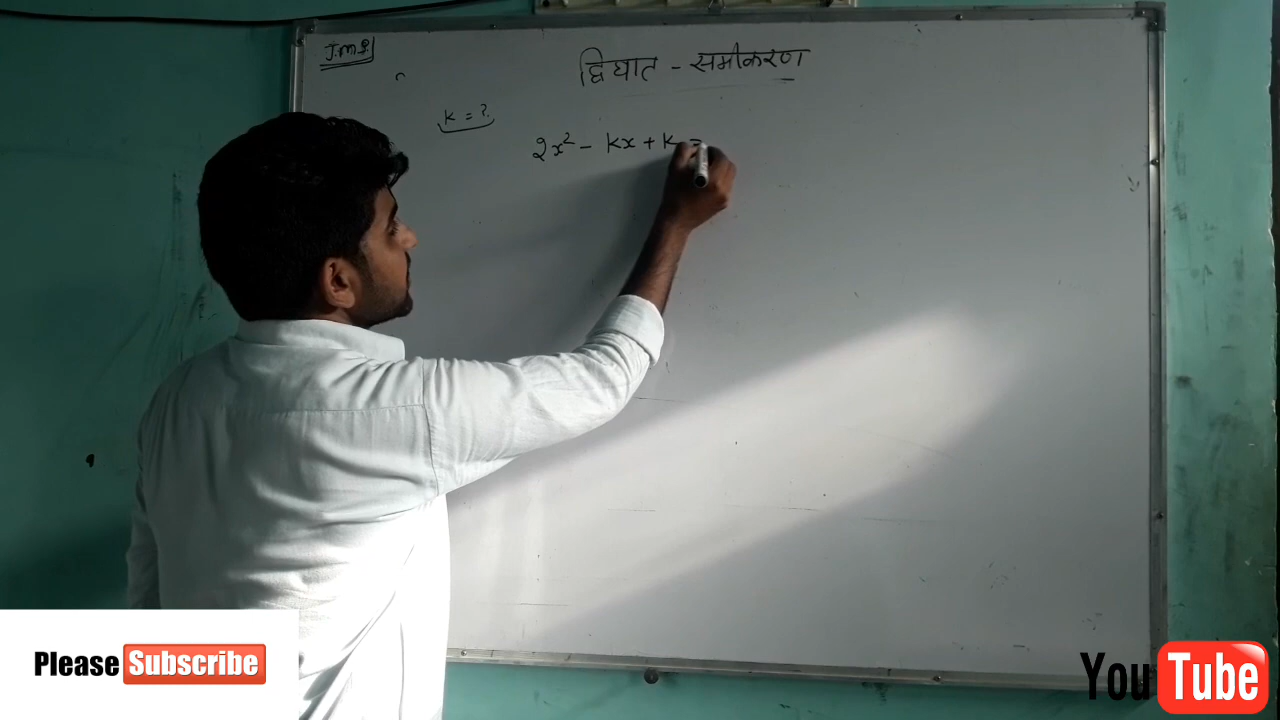 J.M.P
द्विघात - समीकरण
K = ?
2x² - Kx + K =
Please Subscribe
YouTube